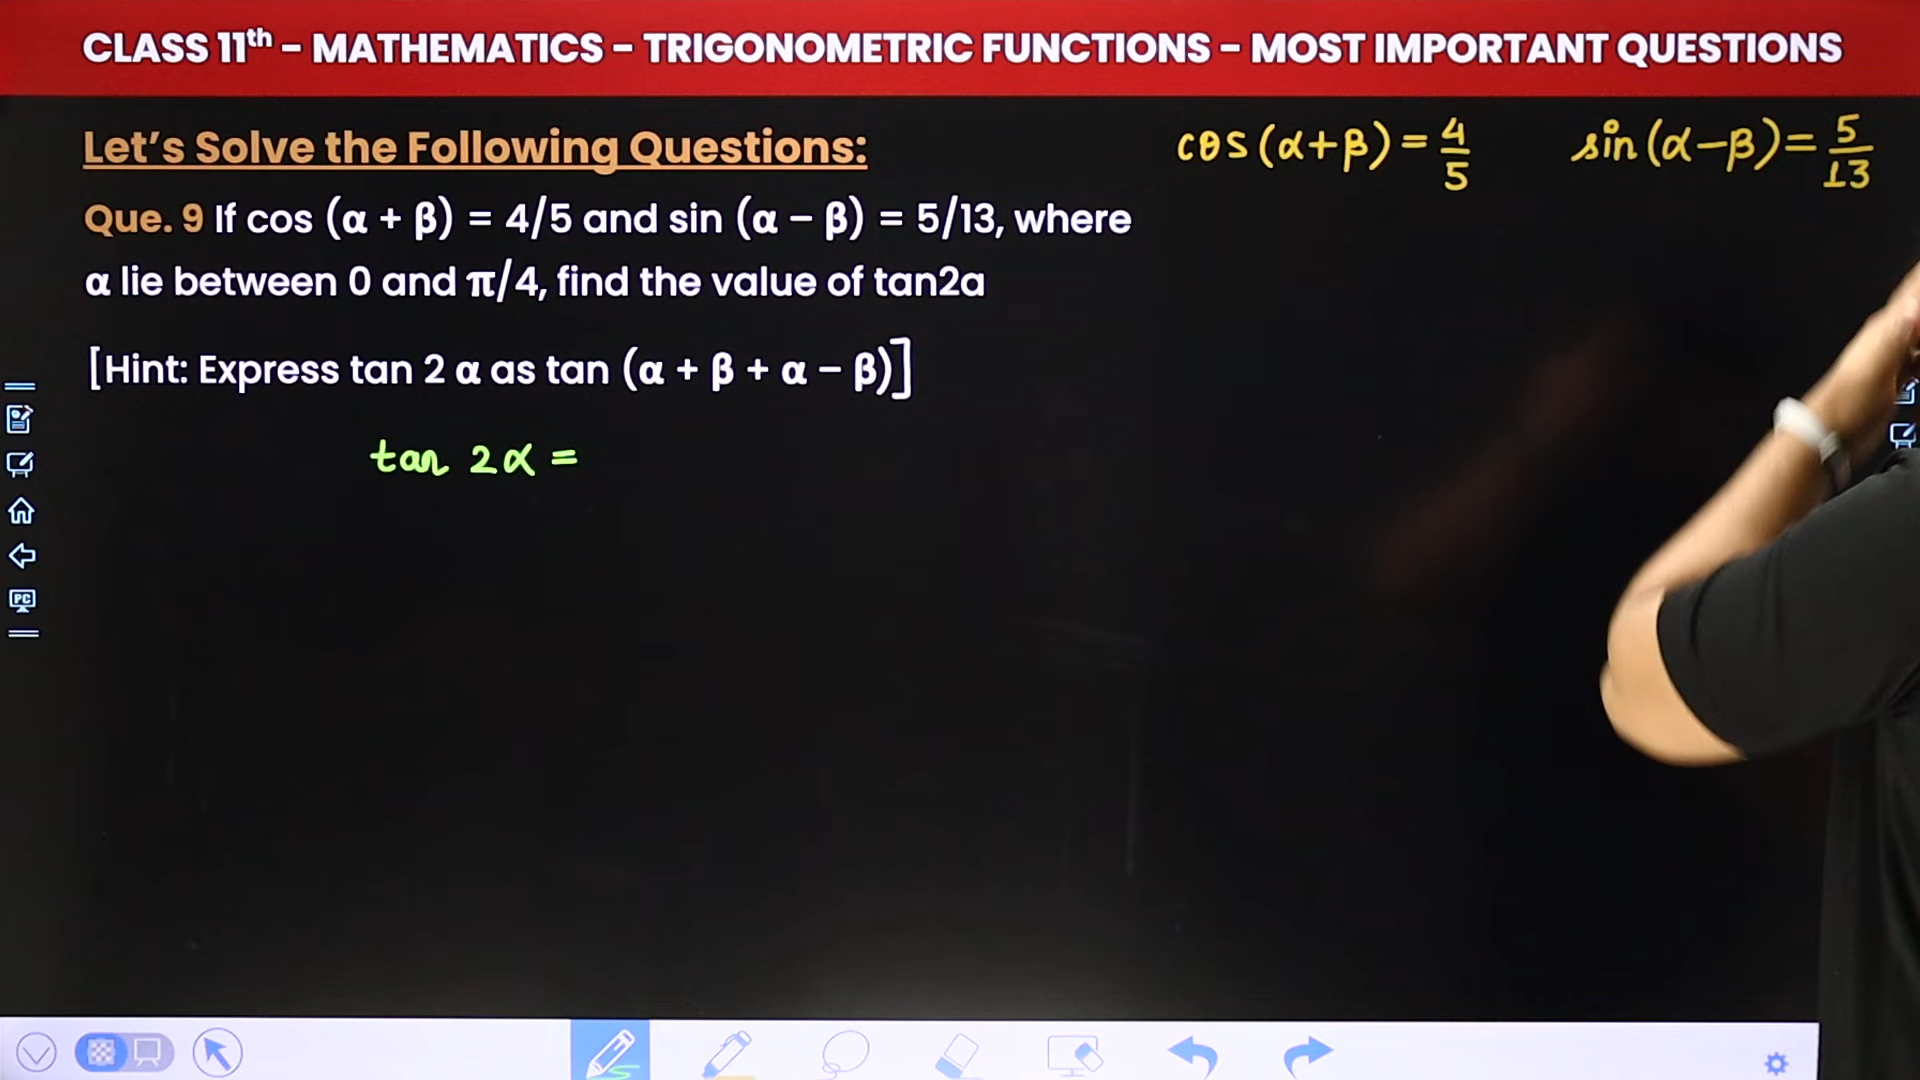 CLASS 11th – MATHEMATICS – TRIGONOMETRIC FUNCTIONS – MOST IMPORTANT QUESTIONS
Let's Solve the Following Questions:
cos(α+β) = 4/5 sin(α-β) = 5/13
Que. 9 If cos (α + β) = 4/5 and sin (α – β) = 5/13, where
α lie between 0 and π/4, find the value of tan2a
[Hint: Express tan 2 α as tan (α + β + α – β)]
tan 2α =
PC